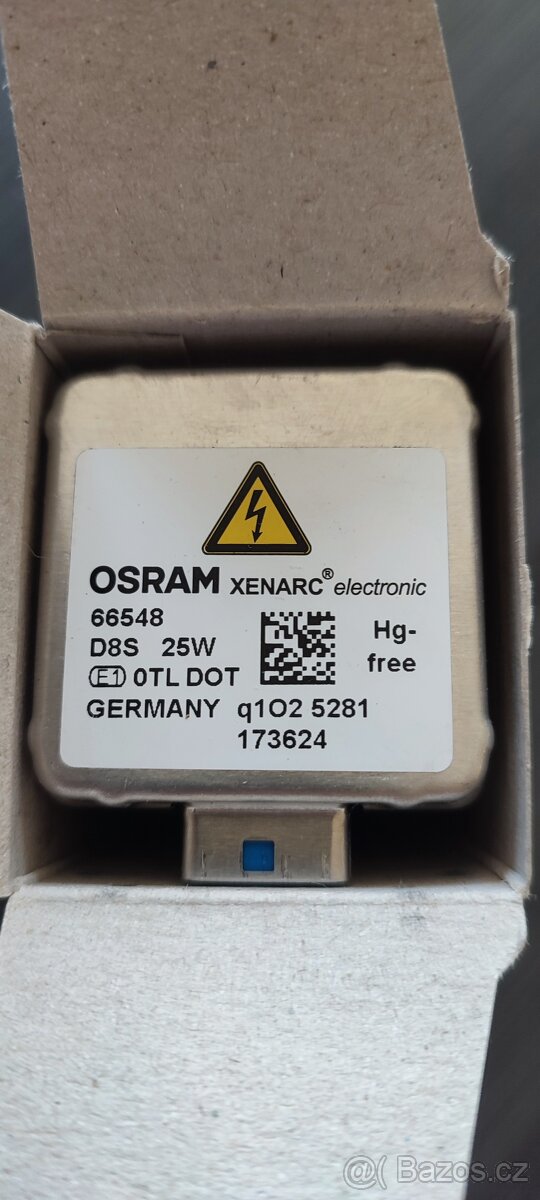 OSRAM XENARC® electronic
66548
D8S 25W
Hg-
free
E1 0TL DOT
GERMANY q1O2 5281
173624
@( Bazos.cz